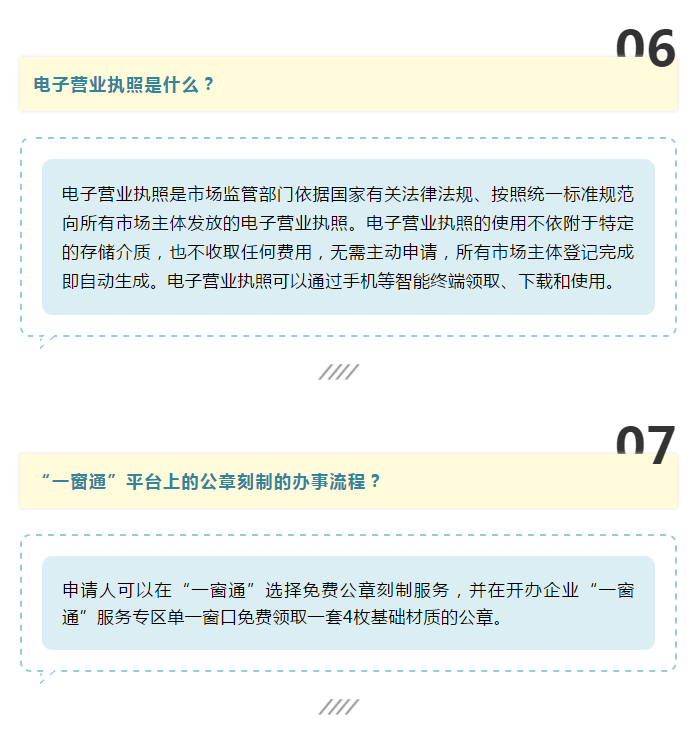 06
电子营业执照是什么？
电子营业执照是市场监管部门依据国家有关法律法规、按照统一标准规范
向所有市场主体发放的电子营业执照。电子营业执照的使用不依附于特定
的存储介质，也不收取任何费用，无需主动申请，所有市场主体登记完成
即自动生成。电子营业执照可以通过手机等智能终端领取、下载和使用。
07
“一窗通”平台上的公章刻制的办事流程？
申请人可以在“一窗通”选择免费公章刻制服务，并在开办企业“一窗
通”服务专区单一窗口免费领取一套4枚基础材质的公章。